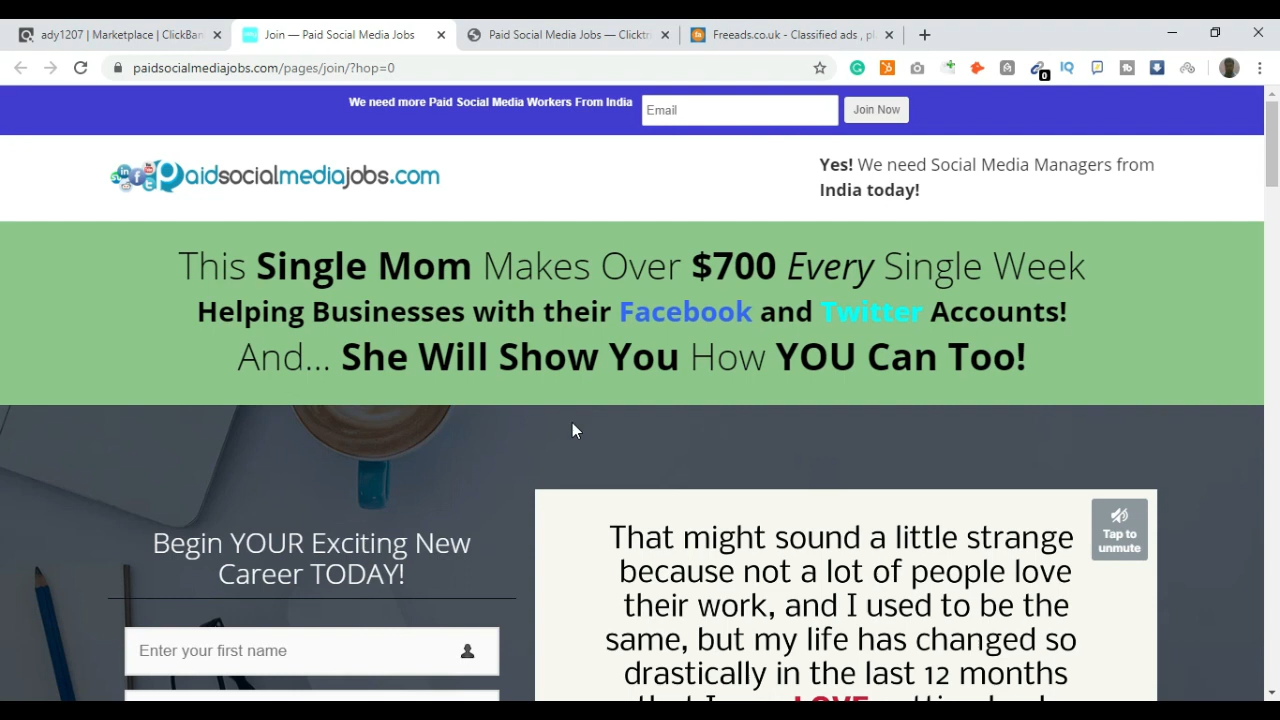 ady1207 | Marketplace | ClickBan
Join — Paid Social Media Jobs
Paid Social Media Jobs — Clicktr
Freeads.co.uk - Classified ads , pl
paidsocialmediajobs.com/pages/join/?hop=0
0
We need more Paid Social Media Workers From India
Email
Join Now
Paidsocialmediajobs.com
Yes! We need Social Media Managers from
India today!
This Single Mom Makes Over $700 Every Single Week
Helping Businesses with their Facebook and Twitter Accounts!
And... She Will Show You How YOU Can Too!
Begin YOUR Exciting New
Career TODAY!
Enter your first name
That might sound a little strange
because not a lot of people love
their work, and I used to be the
same, but my life has changed so
drastically in the last 12 months
LOVE
Tap to
unmute